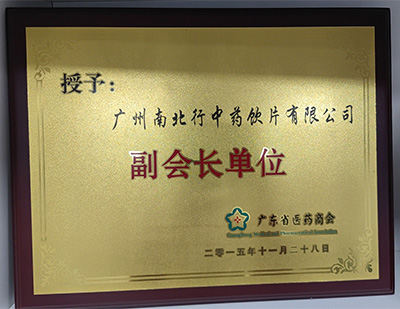 授予：
广州南北行中药饮片有限公司
副会长单位
广东省医药商会
二零一五年十一月二十八日